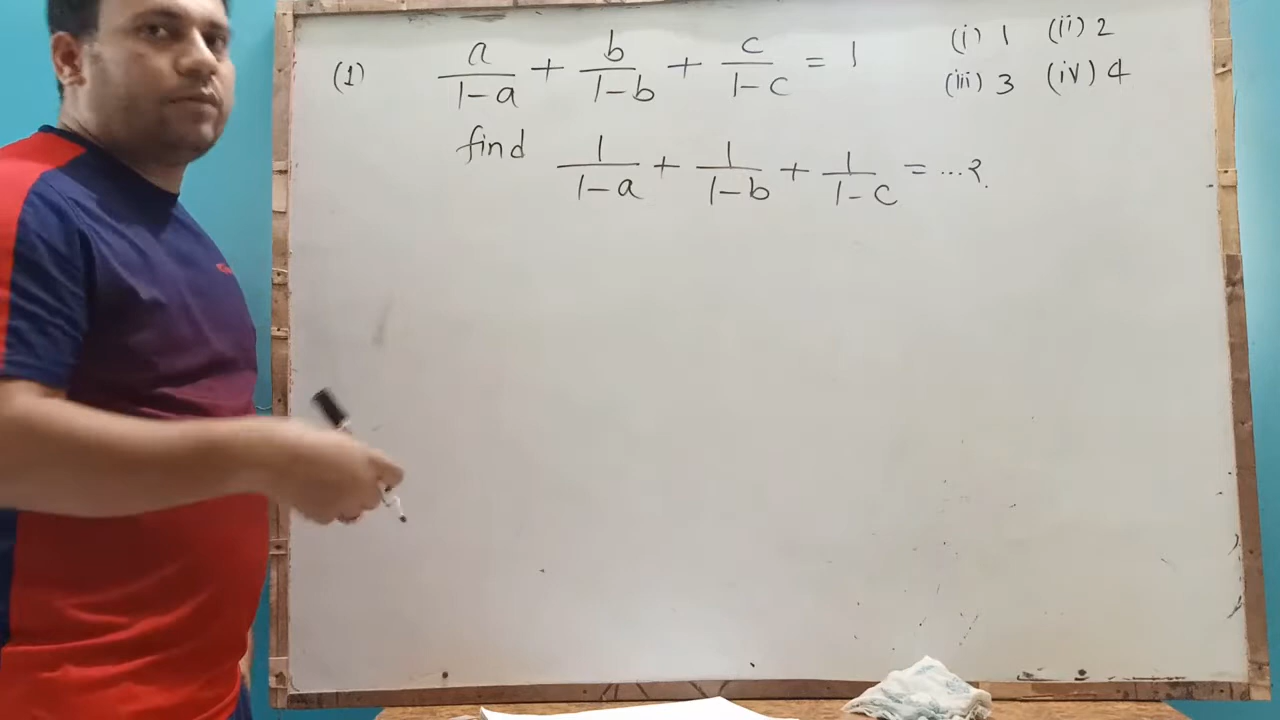 (1) a/(1-a) + b/(1-b) + c/(1-c) = 1
(i) 1 (ii) 2
(iii) 3 (iv) 4
find 1/(1-a) + 1/(1-b) + 1/(1-c) = ...?